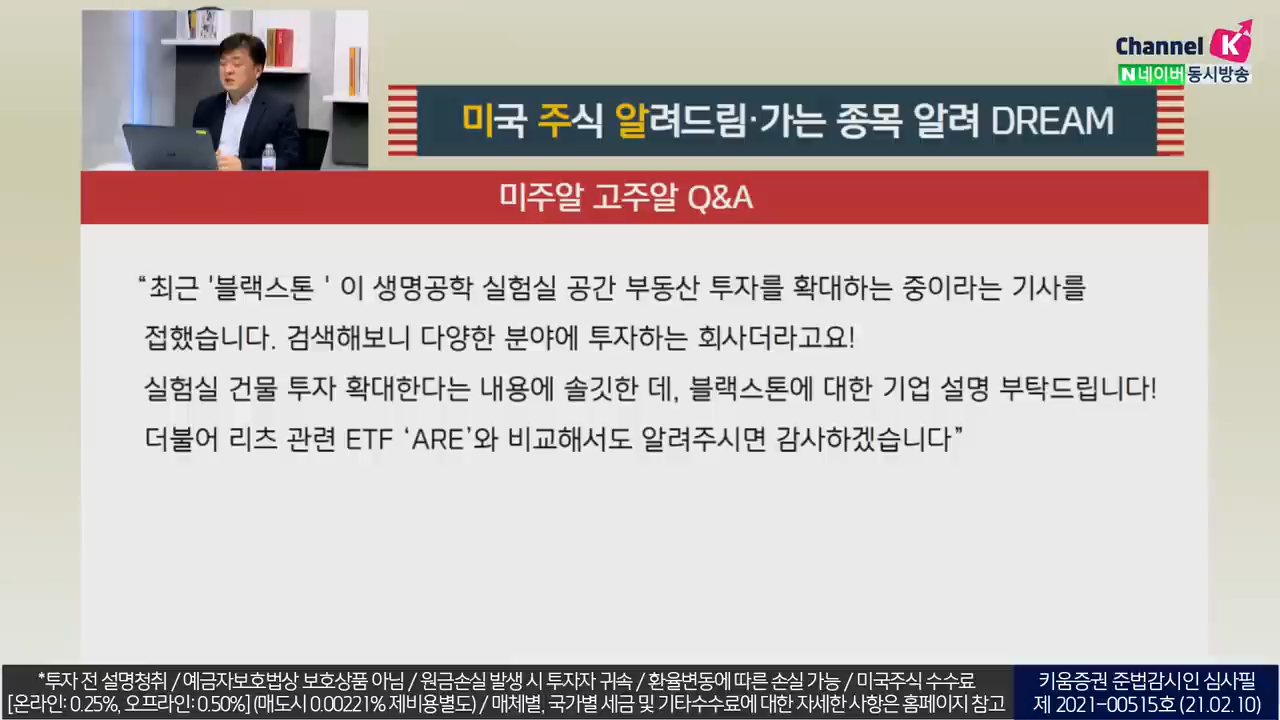 Channel K
N 네이버 동시방송
미국 주식 알려드림·가는 종목 알려 DREAM
미주알 고주알 Q&A
“최근 '블랙스톤 ' 이 생명공학 실험실 공간 부동산 투자를 확대하는 중이라는 기사를
접했습니다. 검색해보니 다양한 분야에 투자하는 회사더라고요!
실험실 건물 투자 확대한다는 내용에 솔깃한 데, 블랙스톤에 대한 기업 설명 부탁드립니다!
더불어 리츠 관련 ETF ‘ARE’와 비교해서도 알려주시면 감사하겠습니다”
*투자 전 설명청취 / 예금자보호법상 보호상품 아님 / 원금손실 발생 시 투자자 귀속 / 환율변동에 따른 손실 가능 / 미국주식 수수료
[온라인: 0.25%, 오프라인: 0.50%] (매도시 0.00221% 제비용별도) / 매체별, 국가별 세금 및 기타수수료에 대한 자세한 사항은 홈페이지 참고
키움증권 준법감시인 심사필
제 2021-00515호 (21.02.10)